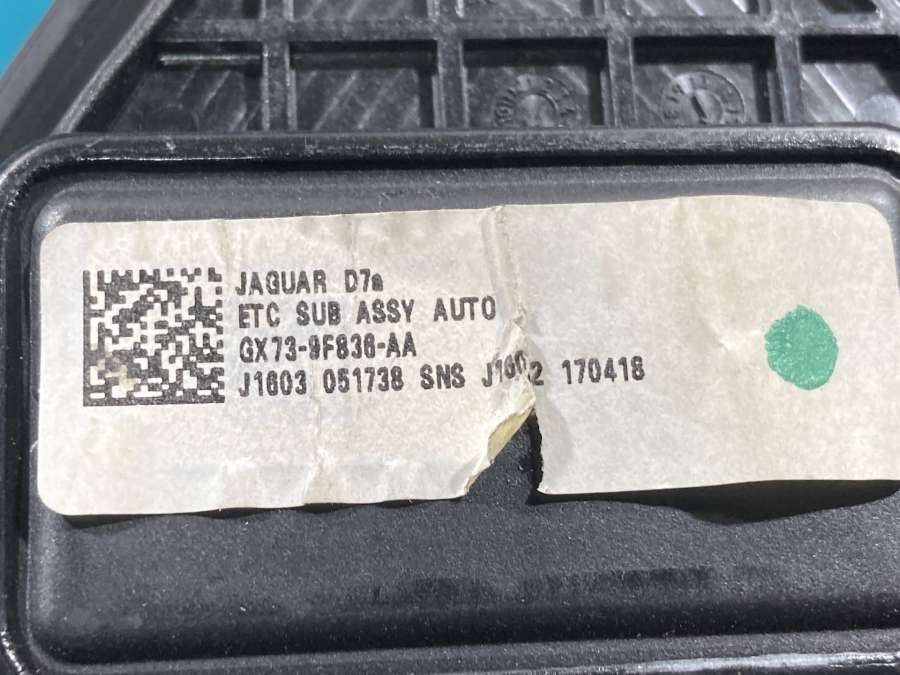 JAGUAR D7a
ETC SUB ASSY AUTO
GX73-9F836-AA
J1603 051738 SNS 170418